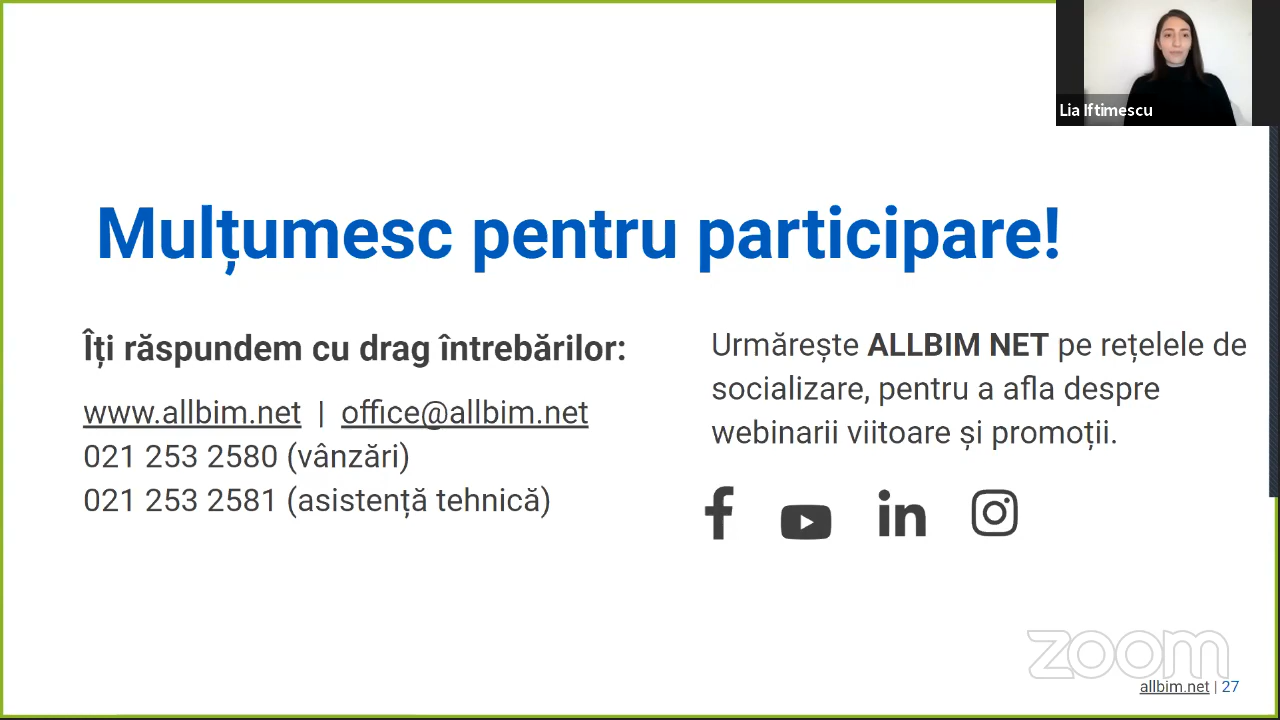 Lia Iftimescu
Mulțumesc pentru participare!
Îți răspundem cu drag întrebărilor:
www.allbim.net | office@allbim.net
021 253 2580 (vânzări)
021 253 2581 (asistență tehnică)
Urmărește ALLBIM NET pe rețelele de
socializare, pentru a afla despre
webinarii viitoare și promoții.
zoom
allbim.net | 27